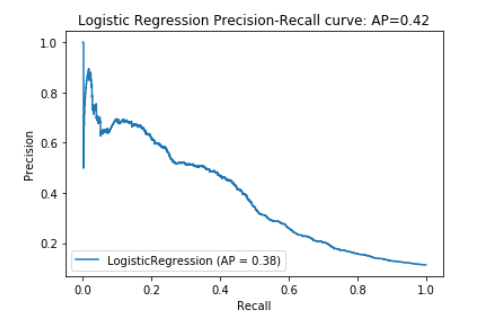 Logistic Regression Precision-Recall curve: AP=0.42
1.0
0.8
0.6
0.4
0.2
Precision
LogisticRegression (AP = 0.38)
0.0 0.2 0.4 0.6 0.8 1.0
Recall